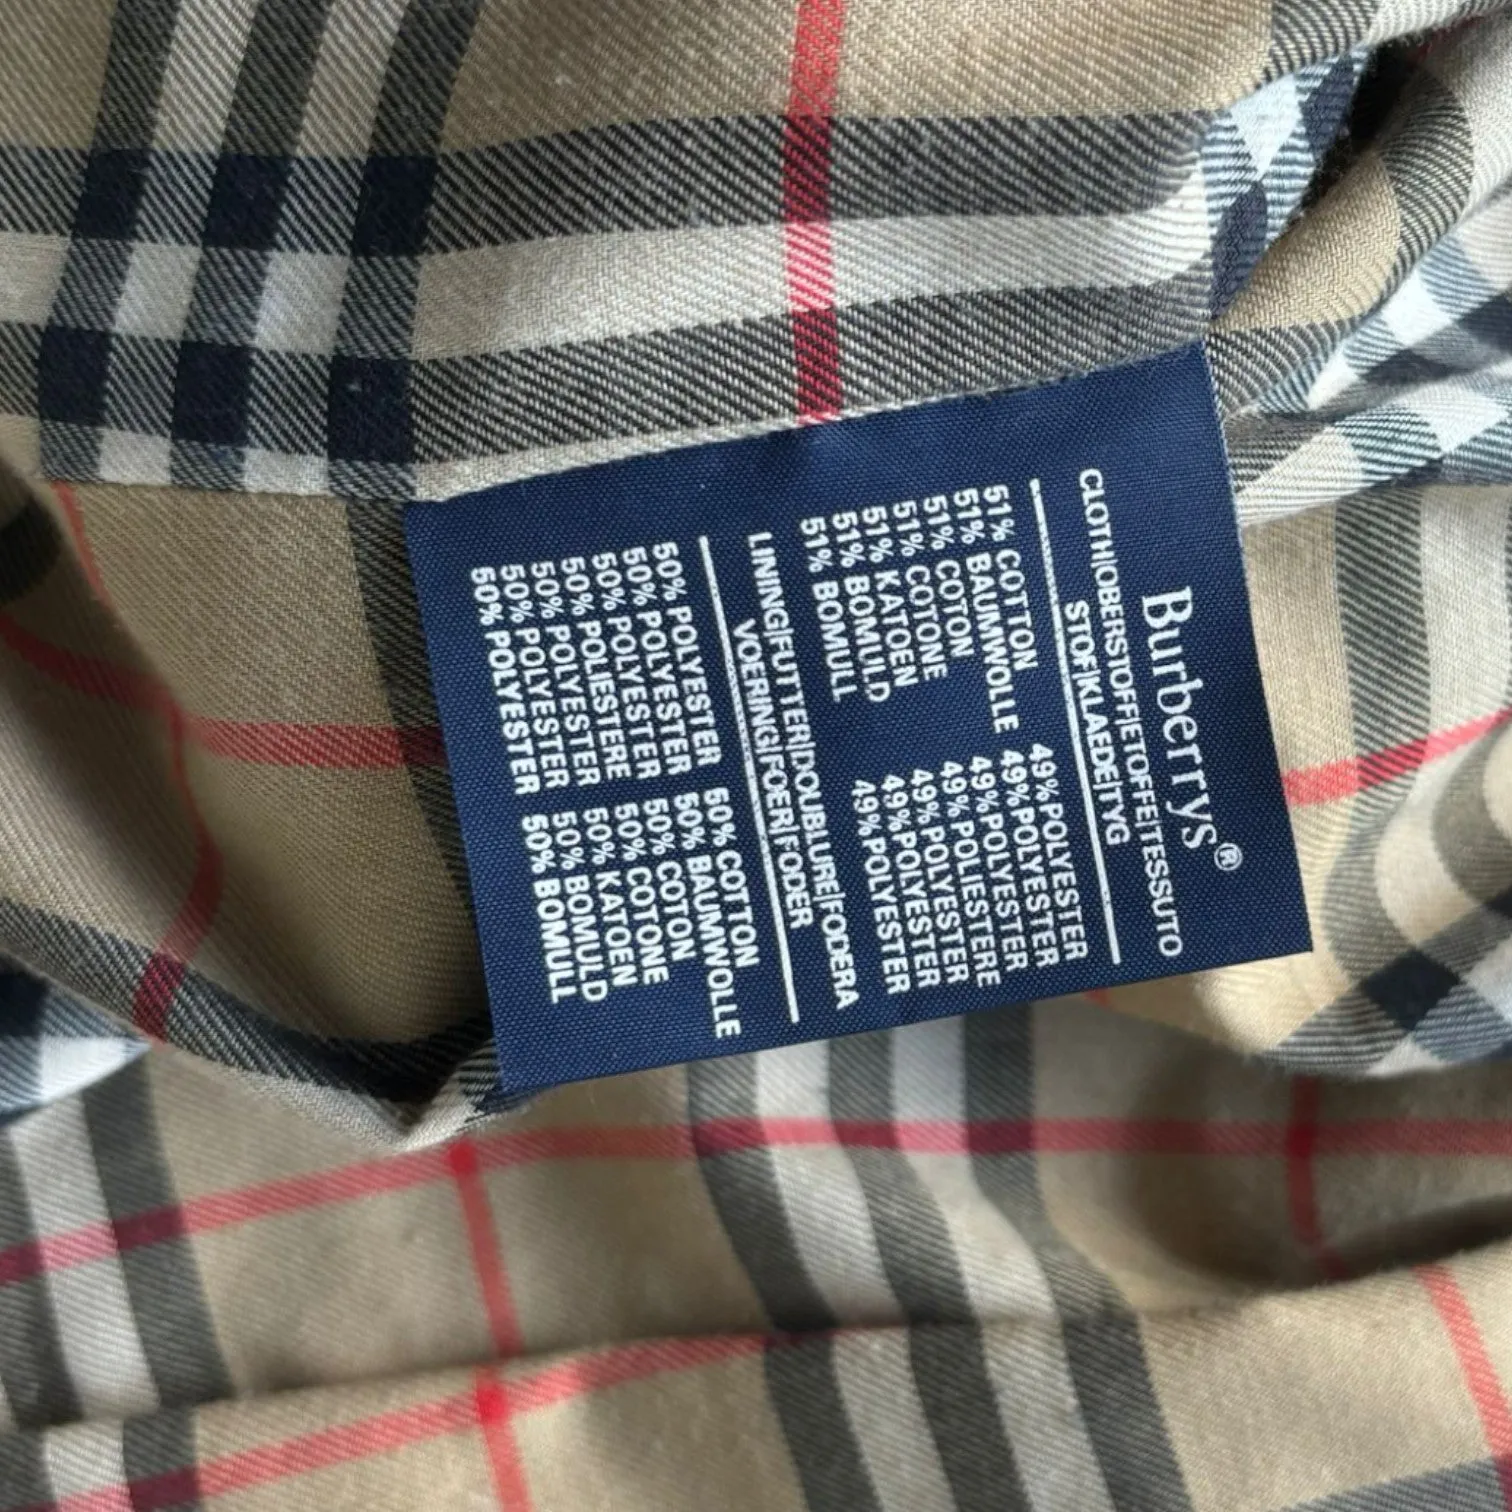 Burberrys®
CLOTH|OBERSTOFF|ETOFFE|TESSUTO
STOF|KLAEDE|TYG
51% COTTON 49% POLYESTER
51% BAUMWOLLE 49% POLYESTER
51% COTON 49% POLYESTER
51% COTONE 49% POLIESTERE
51% KATOEN 49% POLYESTER
51% BOMULD 49% POLYESTER
51% BOMULL 49% POLYESTER
LINING|FUTTER|DOUBLURE|FODERA
VOERING|FOER|FODER
50% POLYESTER 50% COTTON
50% POLYESTER 50% BAUMWOLLE
50% POLYESTER 50% COTON
50% POLIESTERE 50% COTONE
50% POLYESTER 50% KATOEN
50% POLYESTER 50% BOMULD
50% POLYESTER 50% BOMULL